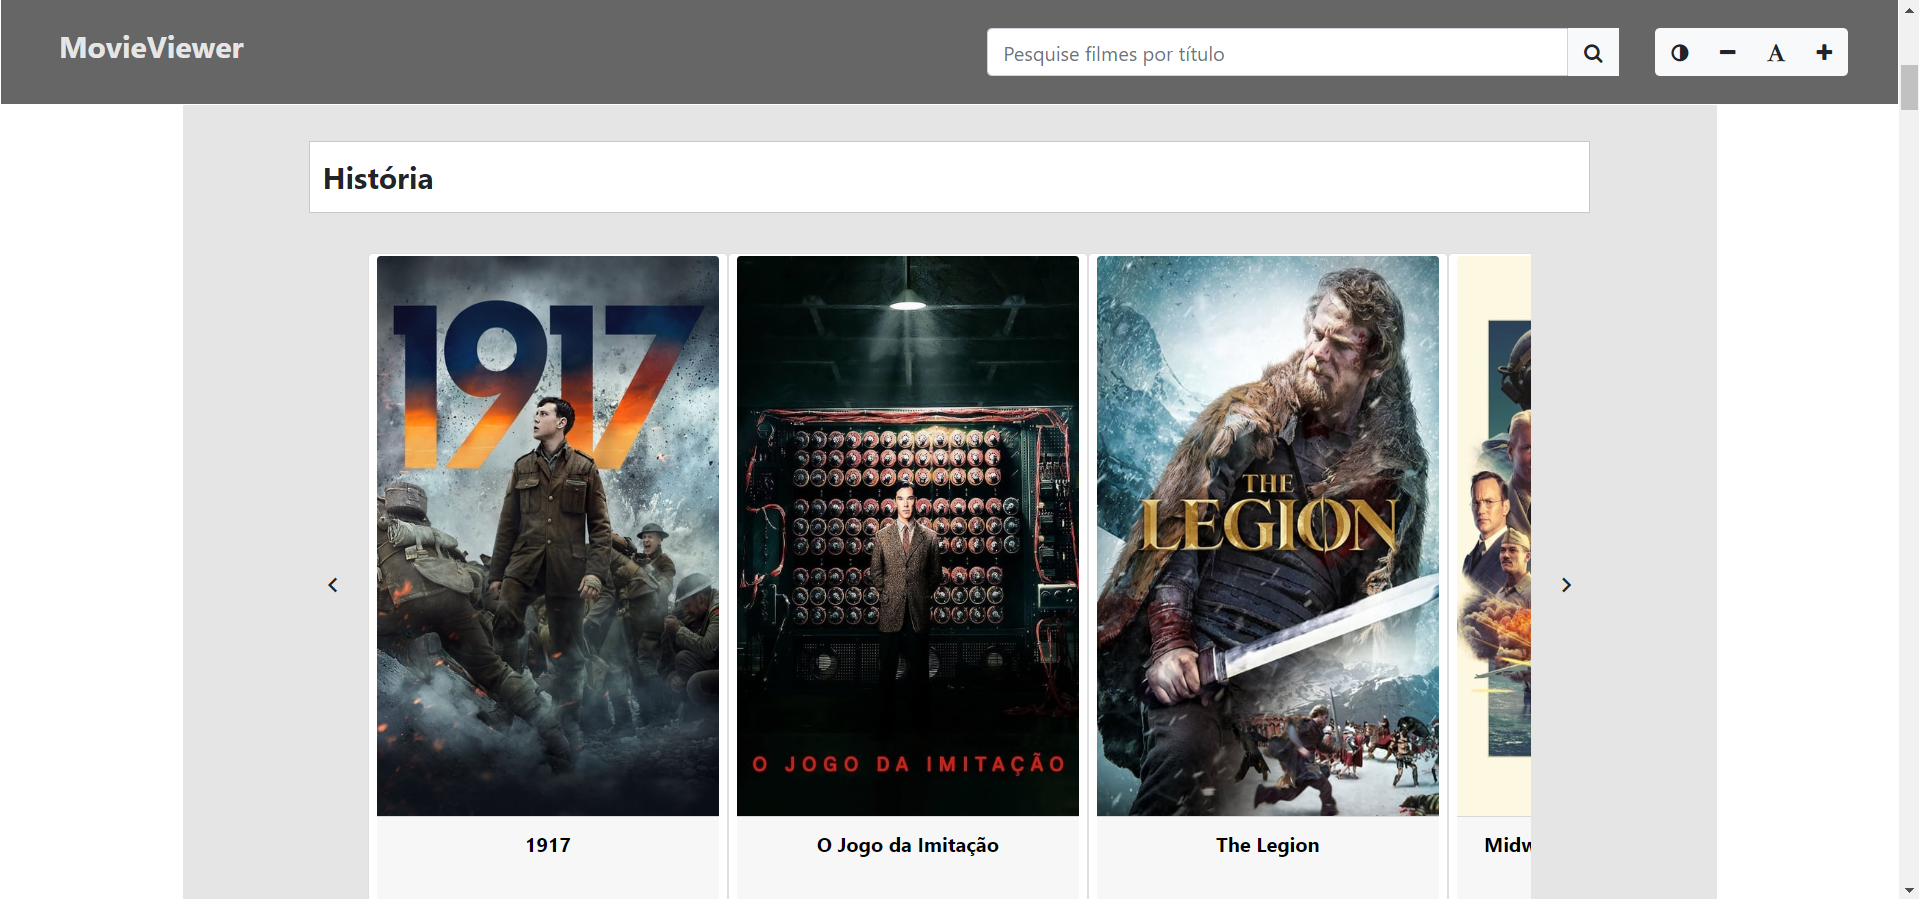 MovieViewer
Pesquise filmes por título
A
História
1917
THE
LEGION
O JOGO DA IMITAÇÃO
1917
O Jogo da Imitação
The Legion
Midw